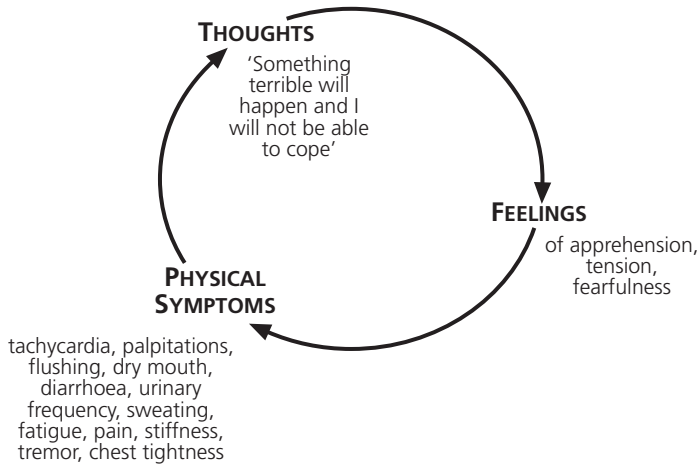 THOUGHTS
‘Something
terrible will
happen and I
will not be able
to cope’
FEELINGS
of apprehension,
tension,
fearfulness
PHYSICAL
SYMPTOMS
tachycardia, palpitations,
flushing, dry mouth,
diarrhoea, urinary
frequency, sweating,
fatigue, pain, stiffness,
tremor, chest tightness